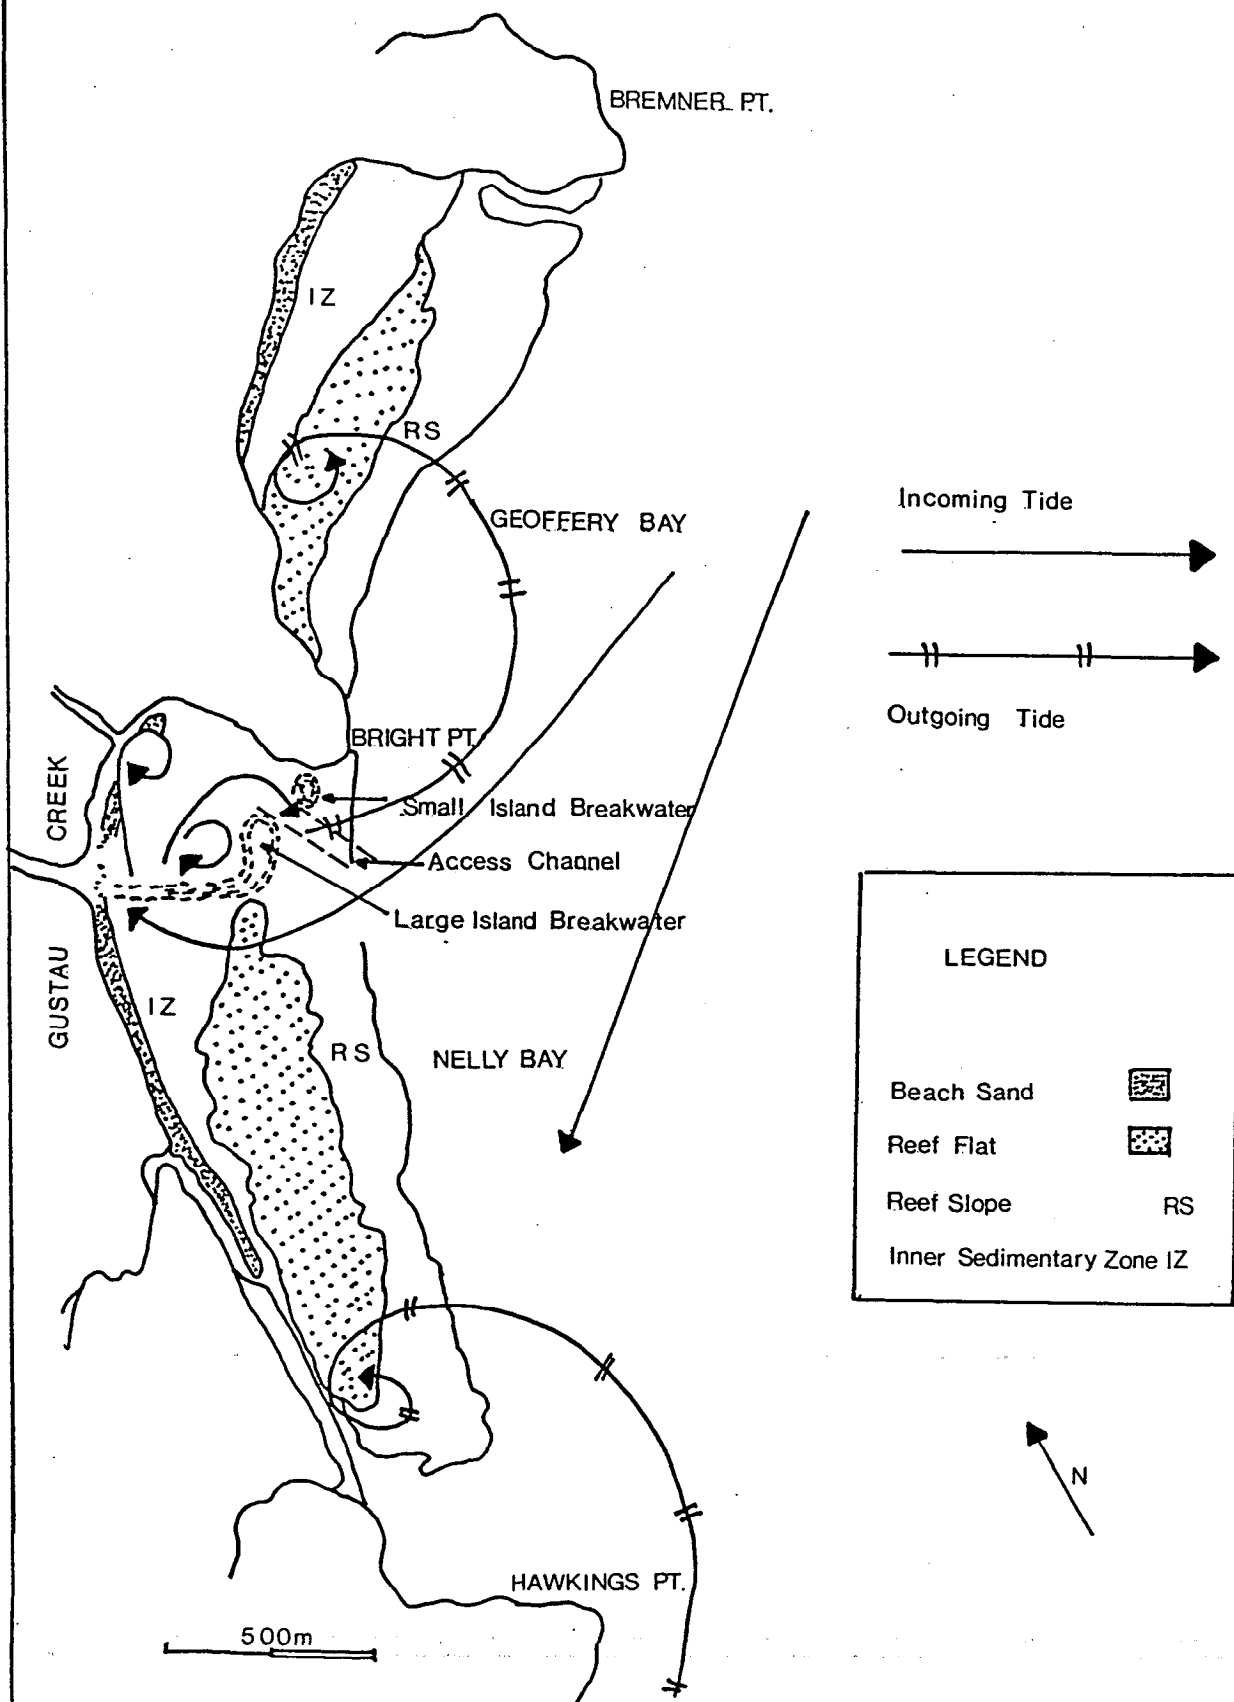 BREMNER PT.
IZ
RS
GEOFFERY BAY
Incoming Tide
Outgoing Tide
BRIGHT PT.
CREEK
Small Island Breakwater
Access Channel
Large Island Breakwater
GUSTAU
IZ
RS
NELLY BAY
LEGEND
Beach Sand
Reef Flat
Reef Slope RS
Inner Sedimentary Zone IZ
N
HAWKINGS PT.
500m